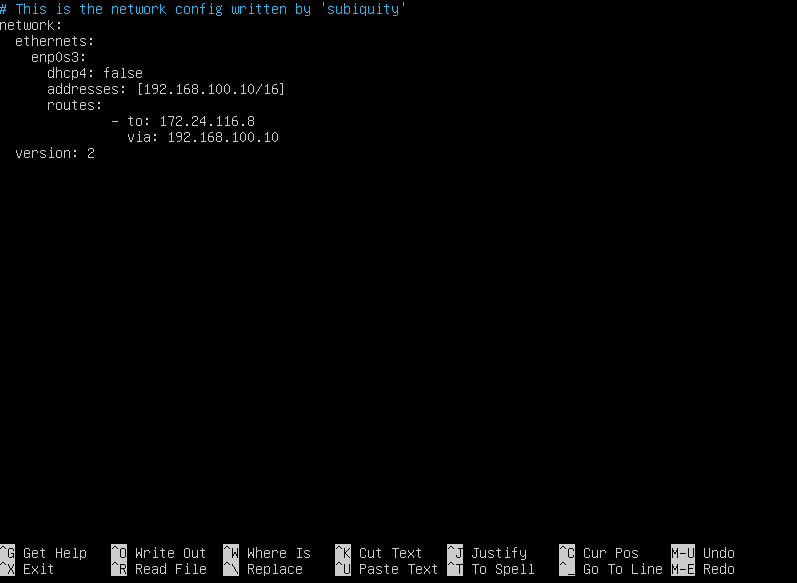 # This is the network config written by 'subiquity'
network:
  ethernets:
    enp0s3:
      dhcp4: false
      addresses: [192.168.100.10/16]
      routes:
              - to: 172.24.116.8
                via: 192.168.100.10
  version: 2
^G Get Help   ^O Write Out  ^W Where Is   ^K Cut Text   ^J Justify    ^C Cur Pos    M-U Undo
^X Exit       ^R Read File  ^\ Replace    ^U Paste Text ^T To Spell   ^_ Go To Line M-E Redo